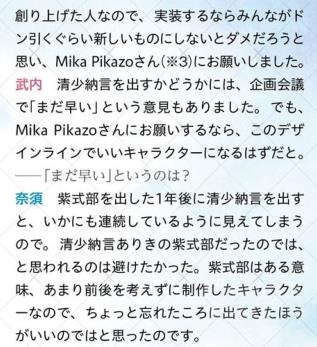 創り上げた人なので、実装するならみんながド
ン引くぐらい新しいものにしないとダメだろうと
思い、Mika Pikazoさん(※3)にお願いしました。
武内　清少納言を出すかどうかには、企画会議
で「まだ早い」という意見もありました。でも、
Mika Pikazoさんにお願いするなら、このデザ
インラインでいいキャラクターになるはずだと。
――「まだ早い」というのは？
奈須　紫式部を出した1年後に清少納言を出す
と、いかにも連続しているように見えてしまう
ので。清少納言ありきの紫式部だったのでは、
と思われるのは避けたかった。紫式部はある意
味、あまり前後を考えずに制作したキャラクタ
ーなので、ちょっと忘れたころに出てきたほう
がいいのではと思ったのです。